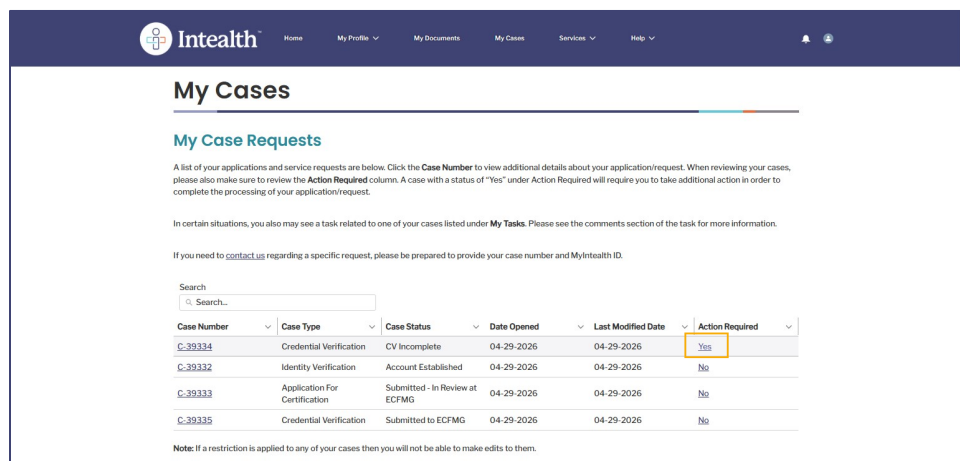 Intealth™ Home My Profile My Documents My Cases Services Help
My Cases
My Case Requests
A list of your applications and service requests are below. Click the Case Number to view additional details about your application/request. When reviewing your cases,
please also make sure to review the Action Required column. A case with a status of "Yes" under Action Required will require you to take additional action in order to
complete the processing of your application/request.
In certain situations, you also may see a task related to one of your cases listed under My Tasks. Please see the comments section of the task for more information.
If you need to contact us regarding a specific request, please be prepared to provide your case number and MyIntealth ID.
Search
Search...
Case Number Case Type Case Status Date Opened Last Modified Date Action Required
C-39334 Credential Verification CV Incomplete 04-29-2026 04-29-2026 Yes
C-39332 Identity Verification Account Established 04-29-2026 04-29-2026 No
C-39333 Application For Certification Submitted - In Review at ECFMG 04-29-2026 04-29-2026 No
C-39335 Credential Verification Submitted to ECFMG 04-29-2026 04-29-2026 No
Note: If a restriction is applied to any of your cases then you will not be able to make edits to them.